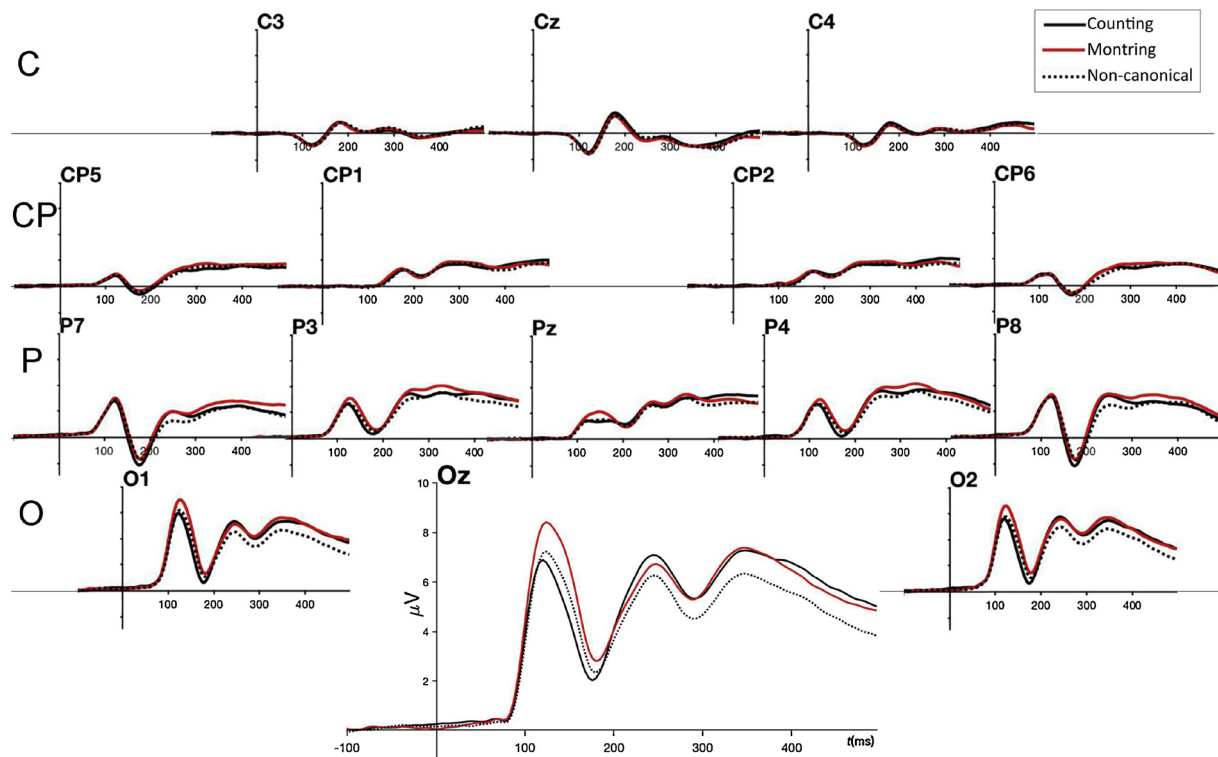 C3 Cz C4
Counting
Montring
Non-canonical
C
100 200 300 400 100 200 300 400 100 200 300 400
CP5 CP1 CP2 CP6
CP
100 200 300 400 100 200 300 400 100 200 300 400 100 200 300 400
P7 P3 Pz P4 P8
P
100 200 300 400 100 200 300 400 100 200 300 400 100 200 300 400 100 200 300 400
O1 Oz O2
O
10
8
6
4
2
μV
100 200 300 400 100 200 300 400
-100 100 200 300 400 t(ms)